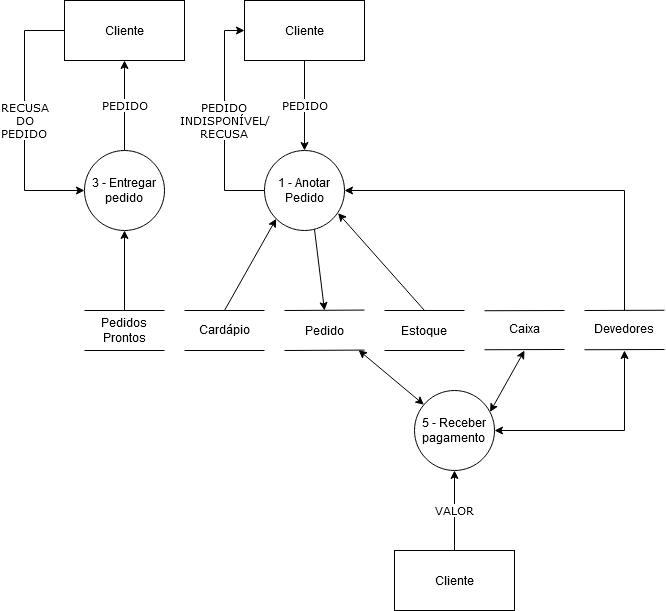 Cliente
Cliente
RECUSA
DO
PEDIDO
PEDIDO
PEDIDO
INDISPONÍVEL/
RECUSA
PEDIDO
3 - Entregar
pedido
1 - Anotar
Pedido
Pedidos
Prontos
Cardápio
Pedido
Estoque
Caixa
Devedores
5 - Receber
pagamento
VALOR
Cliente